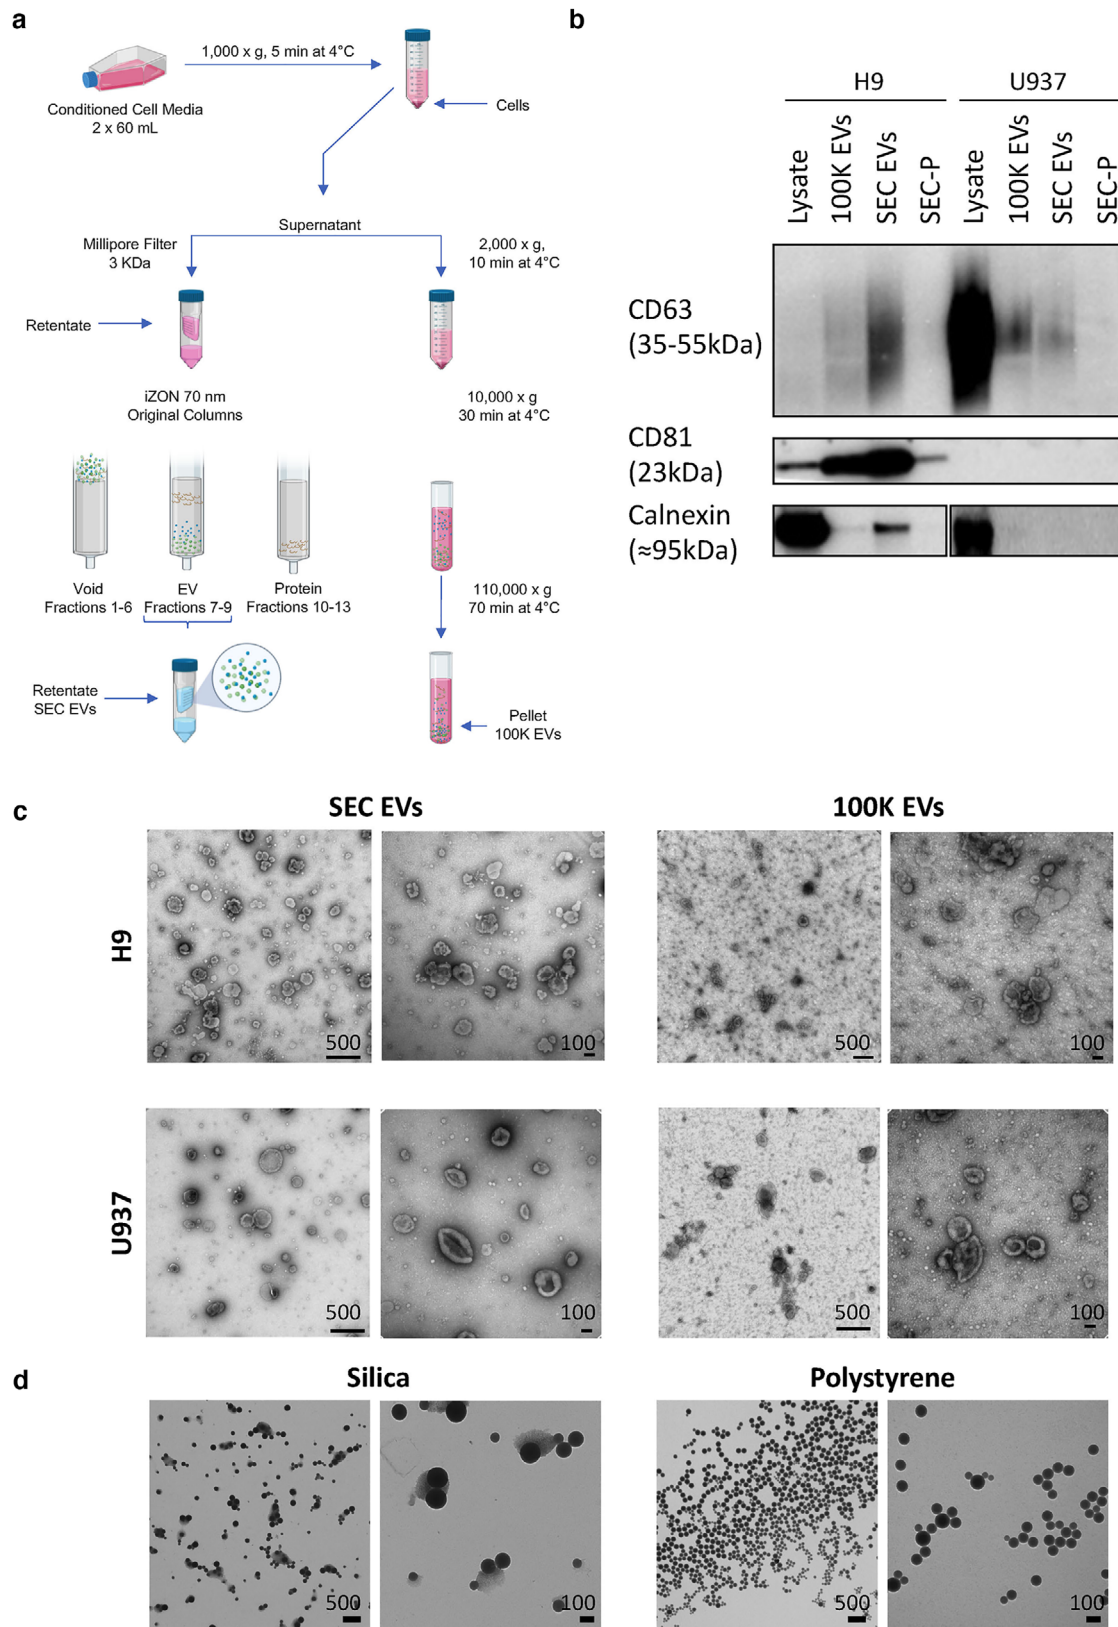 a
1,000 x g, 5 min at 4°C
Cells
Conditioned Cell Media
2 x 60 mL
Supernatant
Millipore Filter
3 KDa
2,000 x g,
10 min at 4°C
Retentate
iZON 70 nm
Original Columns
10,000 x g
30 min at 4°C
Void
Fractions 1-6
EV
Fractions 7-9
Protein
Fractions 10-13
110,000 x g
70 min at 4°C
Retentate
SEC EVs
Pellet
100K EVs
b
H9
U937
Lysate
100K EVs
SEC EVs
SEC-P
Lysate
100K EVs
SEC EVs
SEC-P
CD63
(35-55kDa)
CD81
(23kDa)
Calnexin
(≈95kDa)
c
SEC EVs
100K EVs
H9
500
100
500
100
U937
500
100
500
100
d
Silica
Polystyrene
500
100
500
100